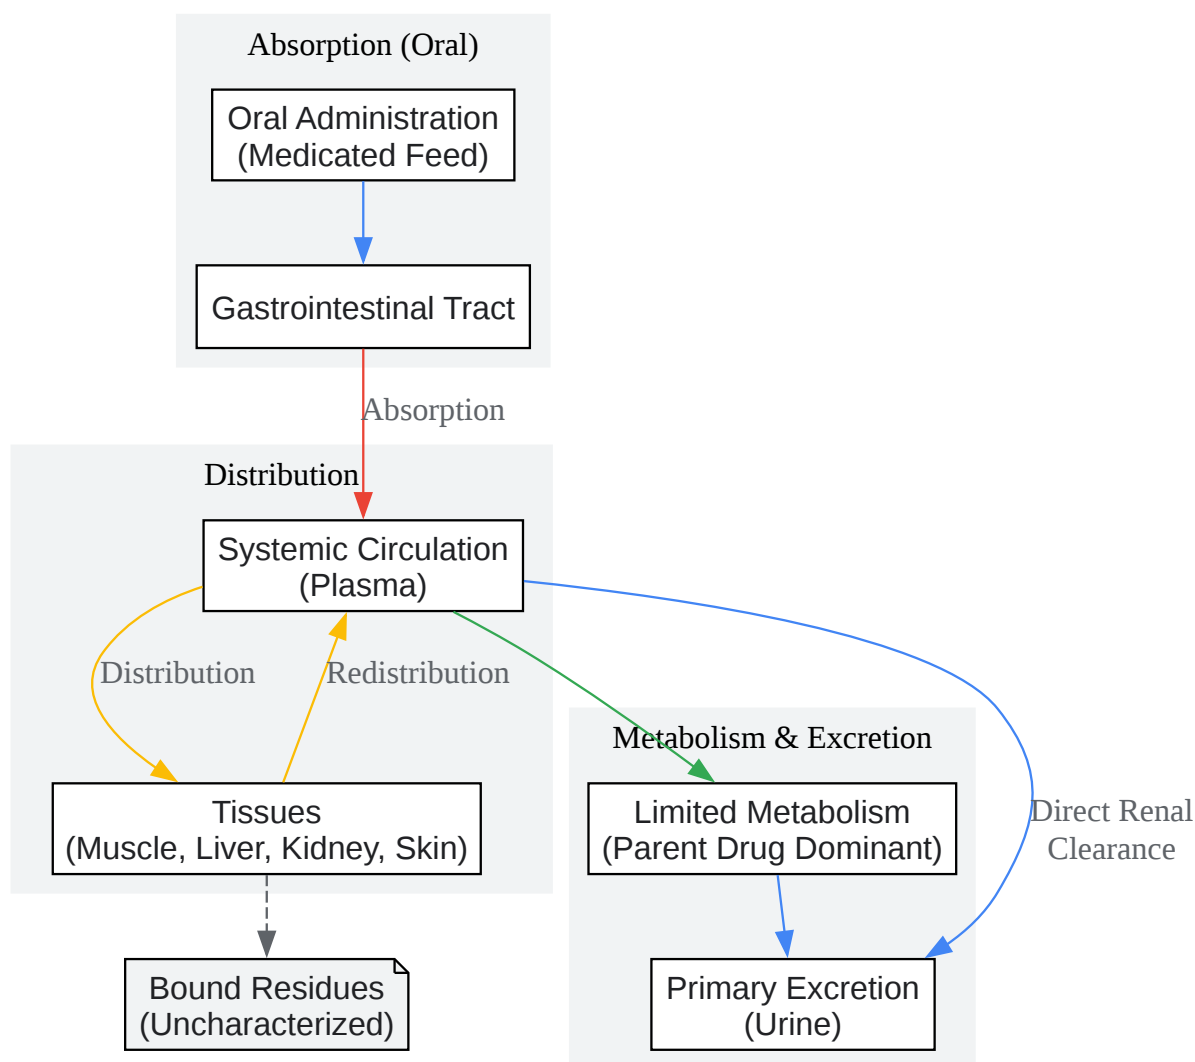 Absorption (Oral)
Oral Administration
(Medicated Feed)
Gastrointestinal Tract
Absorption
Distribution
Systemic Circulation
(Plasma)
Distribution
Redistribution
Tissues
(Muscle, Liver, Kidney, Skin)
Bound Residues
(Uncharacterized)
Metabolism & Excretion
Limited Metabolism
(Parent Drug Dominant)
Direct Renal
Clearance
Primary Excretion
(Urine)